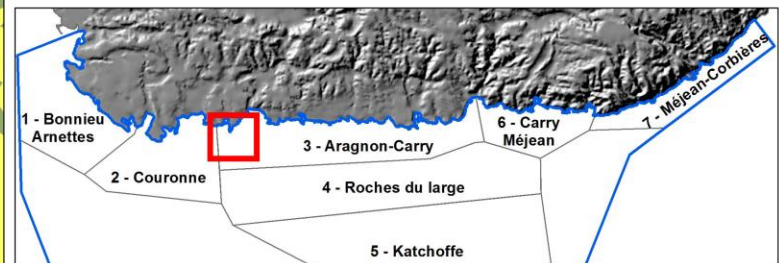 1 - Bonnieu
Arnettes
2 - Couronne
3 - Aragnon-Carry
4 - Roches du large
5 - Katchoffe
6 - Carry
Méjean
7 - Méjean-Corbières